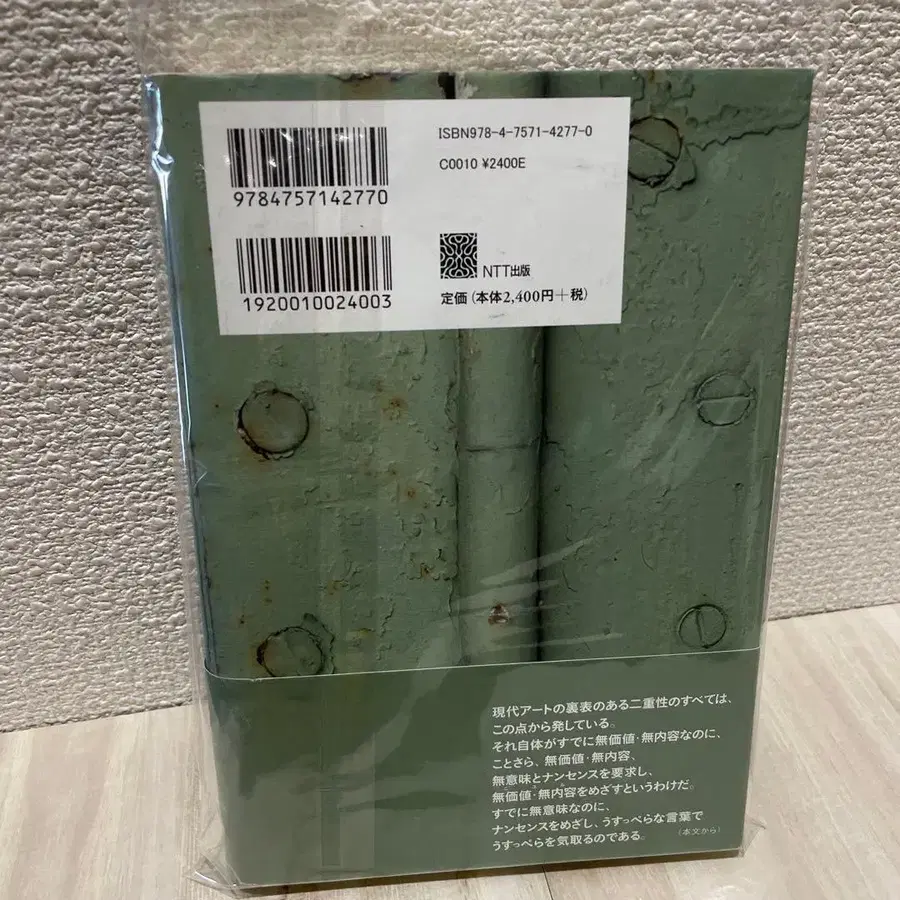 ISBN978-4-7571-4277-0
C0010 ¥2400E
9784757142770
1920010024003
NTT出版
定価(本体2,400円+税)
現代アートの裏表のある二重性のすべては、
この点から発している。
それ自体がすでに無価値・無内容なのに、
ことさら、無価値・無内容、
無意味とナンセンスを要求し、
無価値・無内容をめざすというわけだ。
すでに無意味なのに、
ナンセンスをめざし、うすっぺらな言葉で
うすっぺらを気取るのである。
(本文から)